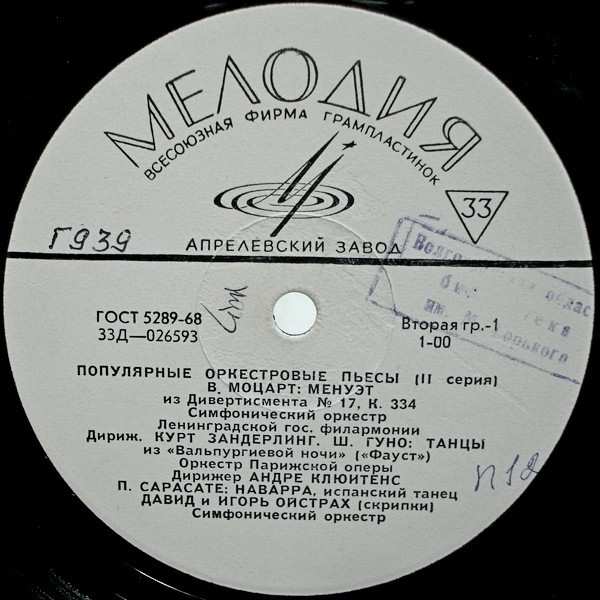 МЕЛОДИЯ
ВСЕСОЮЗНАЯ ФИРМА ГРАМПЛАСТИНОК
33
Г939
АПРЕЛЕВСКИЙ ЗАВОД
ГОСТ 5289-68
33Д—026593
Вторая гр.-1
1-00
ПОПУЛЯРНЫЕ ОРКЕСТРОВЫЕ ПЬЕСЫ (II серия)
В. МОЦАРТ: МЕНУЭТ
из Дивертисмента № 17, К. 334
Симфонический оркестр
Ленинградской гос. филармонии
Дириж. КУРТ ЗАНДЕРЛИНГ. Ш. ГУНО: ТАНЦЫ
из «Вальпургиевой ночи» («Фауст»)
Оркестр Парижской оперы
Дирижер АНДРЕ КЛЮИТЕНС
П. САРАСАТЕ: НАВАРРА, испанский танец
ДАВИД и ИГОРЬ ОЙСТРАХ (скрипки)
Симфонический оркестр